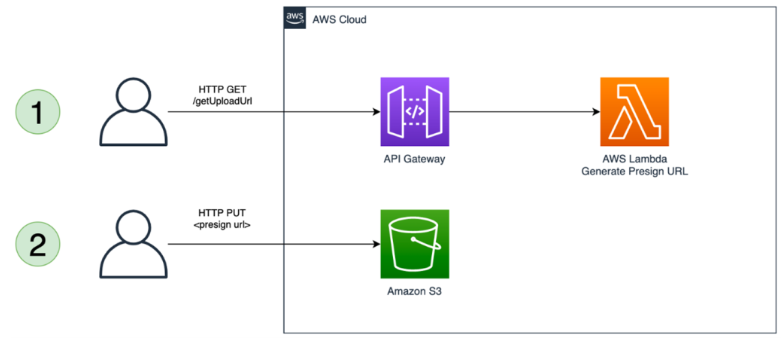 aws
AWS Cloud
1
HTTP GET
/getUploadUrl
API Gateway
AWS Lambda
Generate Presign URL
2
HTTP PUT
<presign url>
Amazon S3